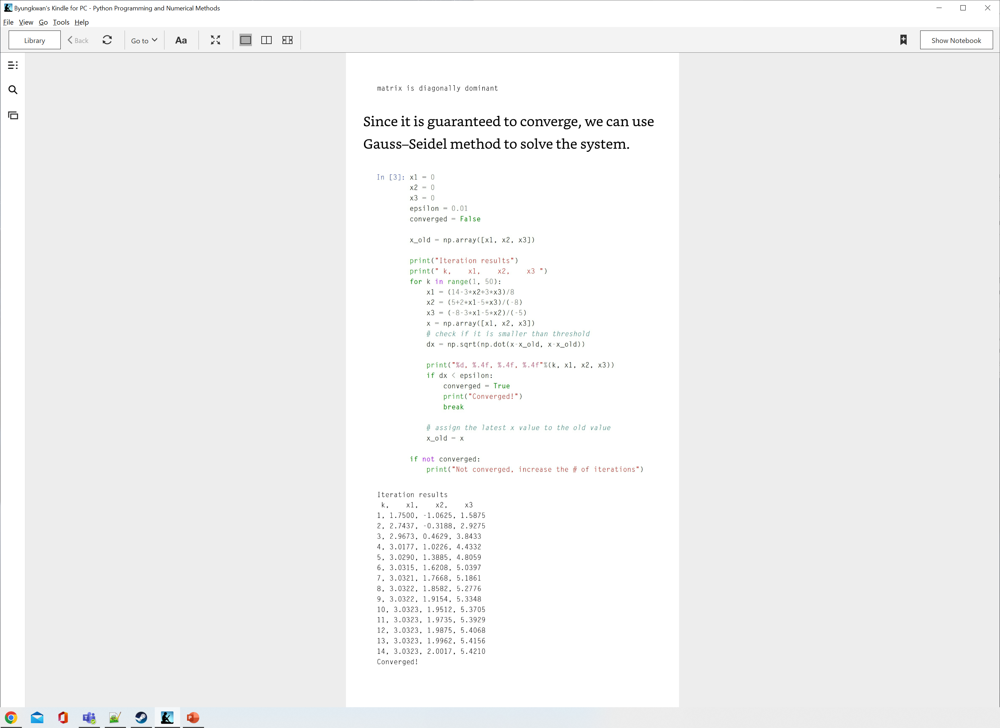 Byungkwan's Kindle for PC - Python Programming and Numerical Methods
File View Go Tools Help
Library Back Go to Aa Show Notebook
matrix is diagonally dominant
Since it is guaranteed to converge, we can use
Gauss–Seidel method to solve the system.
In [3]: x1 = 0
x2 = 0
x3 = 0
epsilon = 0.01
converged = False
x_old = np.array([x1, x2, x3])
print("Iteration results")
print(" k,    x1,    x2,    x3 ")
for k in range(1, 50):
    x1 = (14-3*x2+3*x3)/8
    x2 = (5+2*x1-5*x3)/(-8)
    x3 = (-8-3*x1-5*x2)/(-5)
    x = np.array([x1, x2, x3])
    # check if it is smaller than threshold
    dx = np.sqrt(np.dot(x-x_old, x-x_old))
    print("%d, %.4f, %.4f, %.4f"%(k, x1, x2, x3))
    if dx < epsilon:
        converged = True
        print("Converged!")
        break
    # assign the latest x value to the old value
    x_old = x
if not converged:
    print("Not converged, increase the # of iterations")
Iteration results
 k,    x1,    x2,    x3
1, 1.7500, -1.0625, 1.5875
2, 2.7437, -0.3188, 2.9275
3, 2.9673, 0.4629, 3.8433
4, 3.0177, 1.0226, 4.4332
5, 3.0290, 1.3885, 4.8059
6, 3.0315, 1.6208, 5.0397
7, 3.0321, 1.7668, 5.1861
8, 3.0322, 1.8582, 5.2776
9, 3.0322, 1.9154, 5.3348
10, 3.0323, 1.9512, 5.3705
11, 3.0323, 1.9735, 5.3929
12, 3.0323, 1.9875, 5.4068
13, 3.0323, 1.9962, 5.4156
14, 3.0323, 2.0017, 5.4210
Converged!